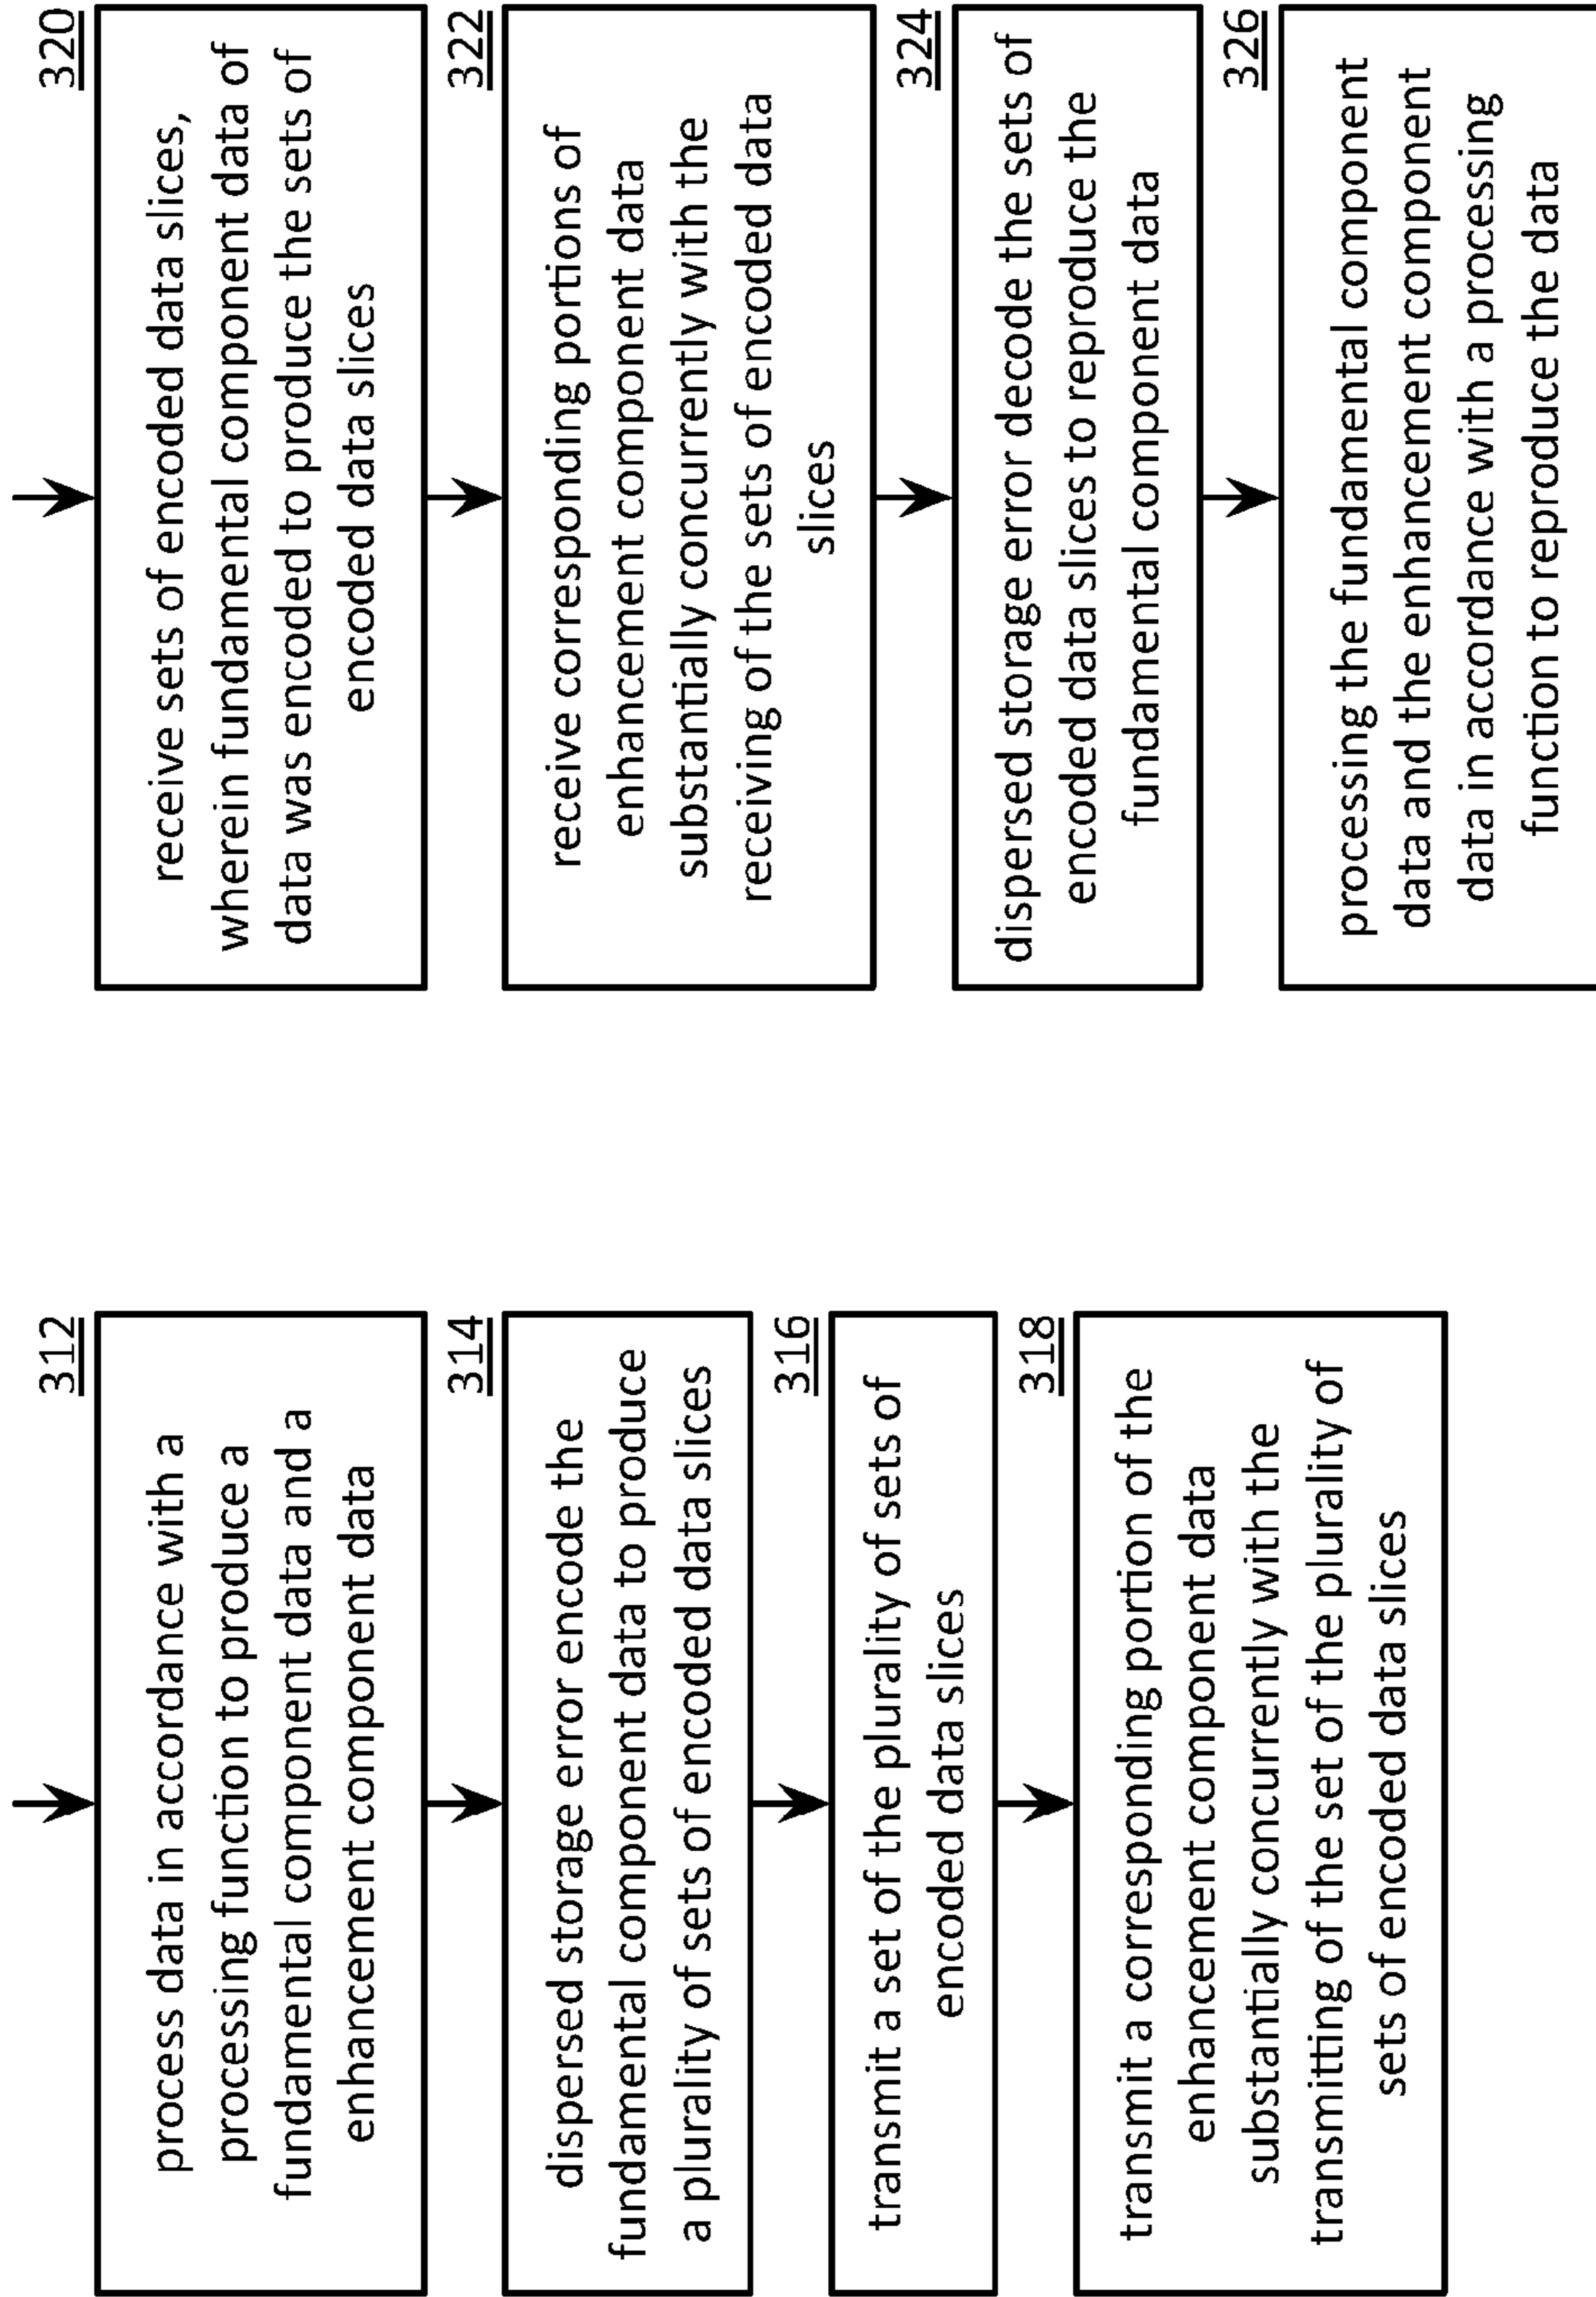 312
process data in accordance with a
processing function to produce a
fundamental component data and a
enhancement component data
314
dispersed storage error encode the
fundamental component data to produce
a plurality of sets of encoded data slices
316
transmit a set of the plurality of sets of
encoded data slices
318
transmit a corresponding portion of the
enhancement component data
substantially concurrently with the
transmitting of the set of the plurality of
sets of encoded data slices
320
receive sets of encoded data slices,
wherein fundamental component data of
data was encoded to produce the sets of
encoded data slices
322
receive corresponding portions of
enhancement component data
substantially concurrently with the
receiving of the sets of encoded data
slices
324
dispersed storage error decode the sets of
encoded data slices to reproduce the
fundamental component data
326
processing the fundamental component
data and the enhancement component
data in accordance with a processing
function to reproduce the data